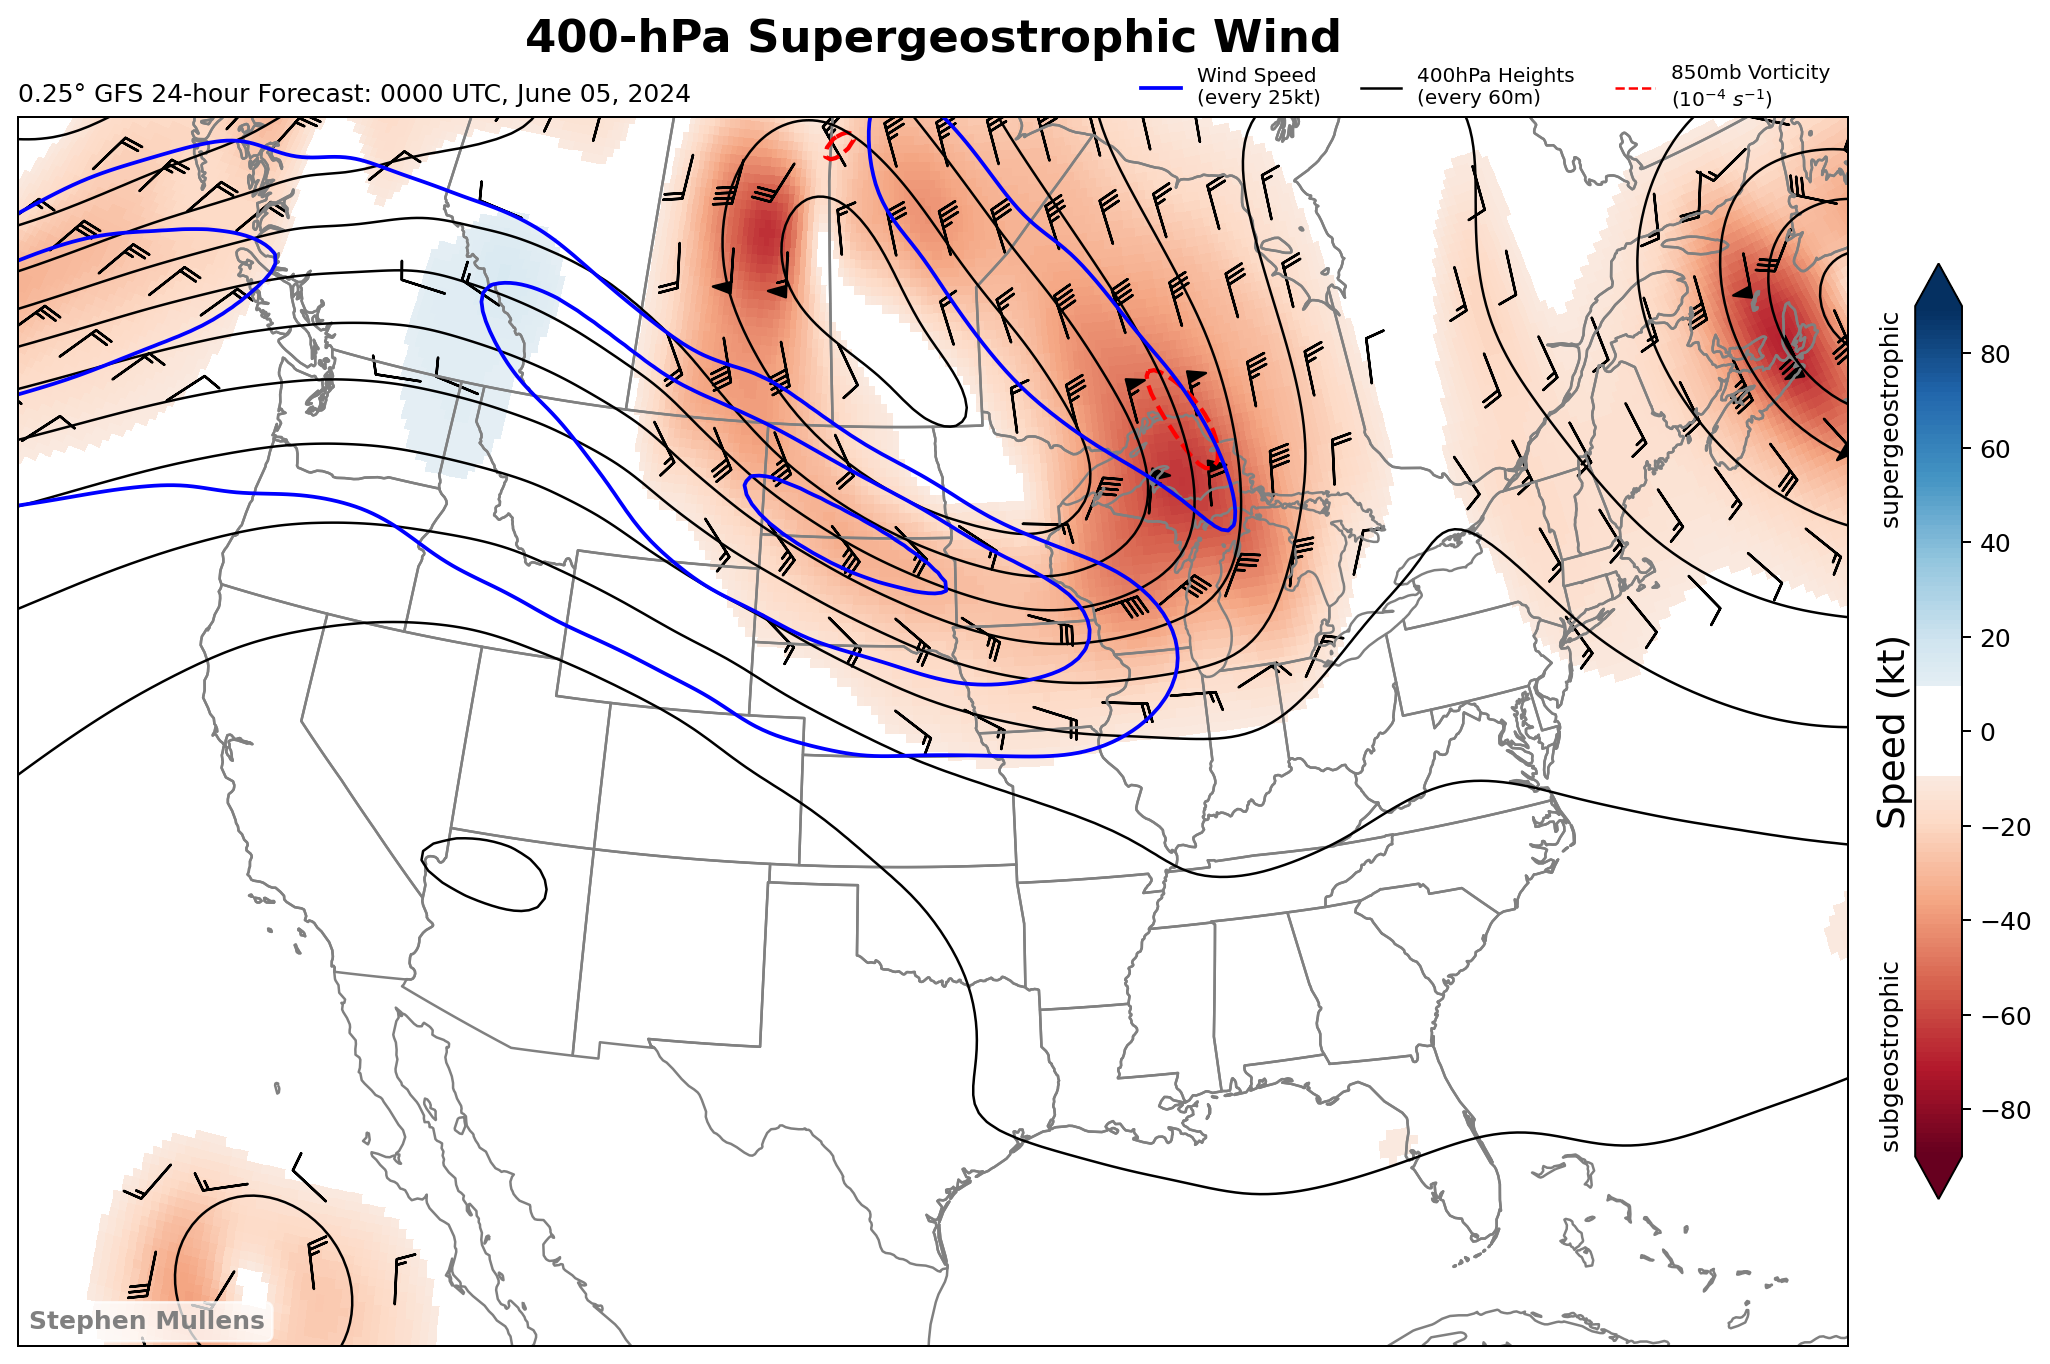 400-hPa Supergeostrophic Wind
0.25° GFS 24-hour Forecast: 0000 UTC, June 05, 2024
Wind Speed
(every 25kt)
400hPa Heights
(every 60m)
850mb Vorticity
(10⁻⁴ s⁻¹)
supergeostrophic
Speed (kt)
subgeostrophic
80
60
40
20
0
−20
−40
−60
−80
Stephen Mullens